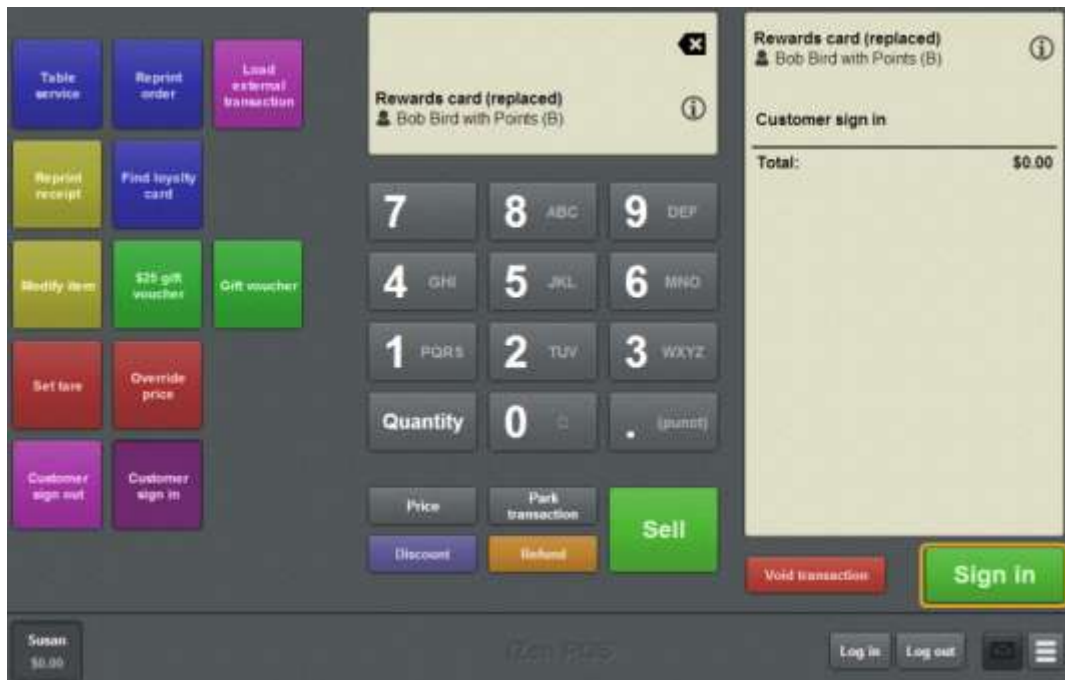 Table
service
Reprint
order
Load
external
transaction
Reprint
receipt
Find loyalty
card
Modify item
$25 gift
voucher
Gift voucher
Set tare
Override
price
Customer
sign out
Customer
sign in
Rewards card (replaced)
Bob Bird with Points (B)
7
8 ABC
9 DEF
4 GHI
5 JKL
6 MNO
1 PQRS
2 TUV
3 WXYZ
Quantity
0
. (punct)
Price
Park
transaction
Sell
Discount
Refund
Rewards card (replaced)
Bob Bird with Points (B)
Customer sign in
Total: $0.00
Void transaction
Sign in
Susan
$0.00
Log in
Log out